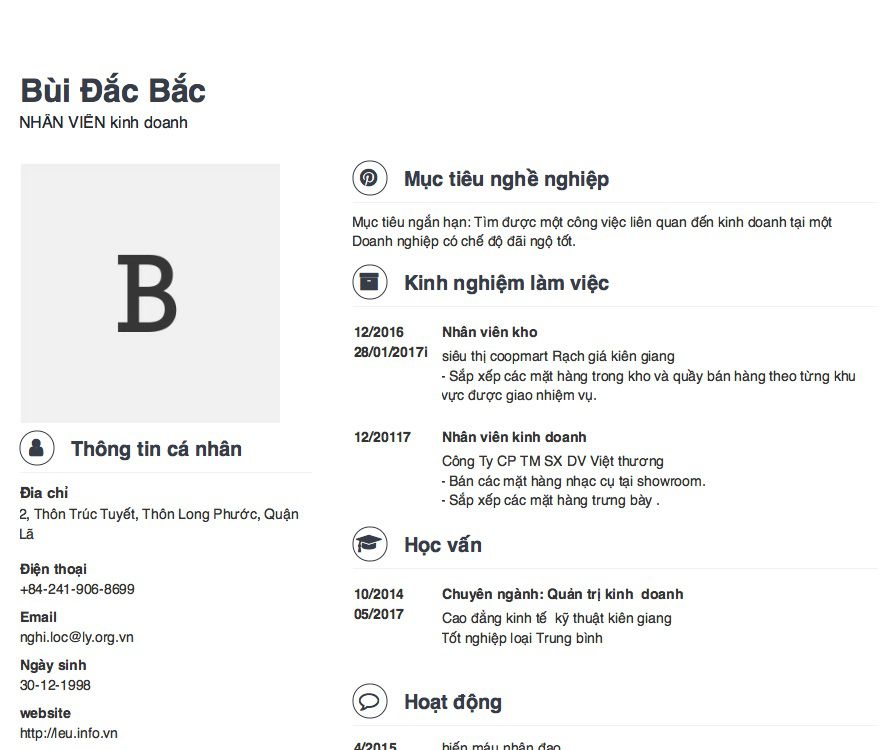 Bùi Đắc Bắc
NHÂN VIÊN kinh doanh
B
Thông tin cá nhân
Đia chỉ
2, Thôn Trúc Tuyết, Thôn Long Phước, Quận
Lã
Điện thoại
+84-241-906-8699
Email
nghi.loc@ly.org.vn
Ngày sinh
30-12-1998
website
http://leu.info.vn
Mục tiêu nghề nghiệp
Mục tiêu ngắn hạn: Tìm được một công việc liên quan đến kinh doanh tại một
Doanh nghiệp có chế độ đãi ngộ tốt.
Kinh nghiệm làm việc
12/2016 Nhân viên kho
28/01/2017i siêu thị coopmart Rạch giá kiên giang
- Sắp xếp các mặt hàng trong kho và quầy bán hàng theo từng khu
vực được giao nhiệm vụ.
12/20117 Nhân viên kinh doanh
Công Ty CP TM SX DV Việt thương
- Bán các mặt hàng nhạc cụ tại showroom.
- Sắp xếp các mặt hàng trưng bày .
Học vấn
10/2014 Chuyên ngành: Quản trị kinh doanh
05/2017 Cao đẳng kinh tế kỹ thuật kiên giang
Tốt nghiệp loại Trung bình
Hoạt động
4/2015 hiến máu nhân đạo